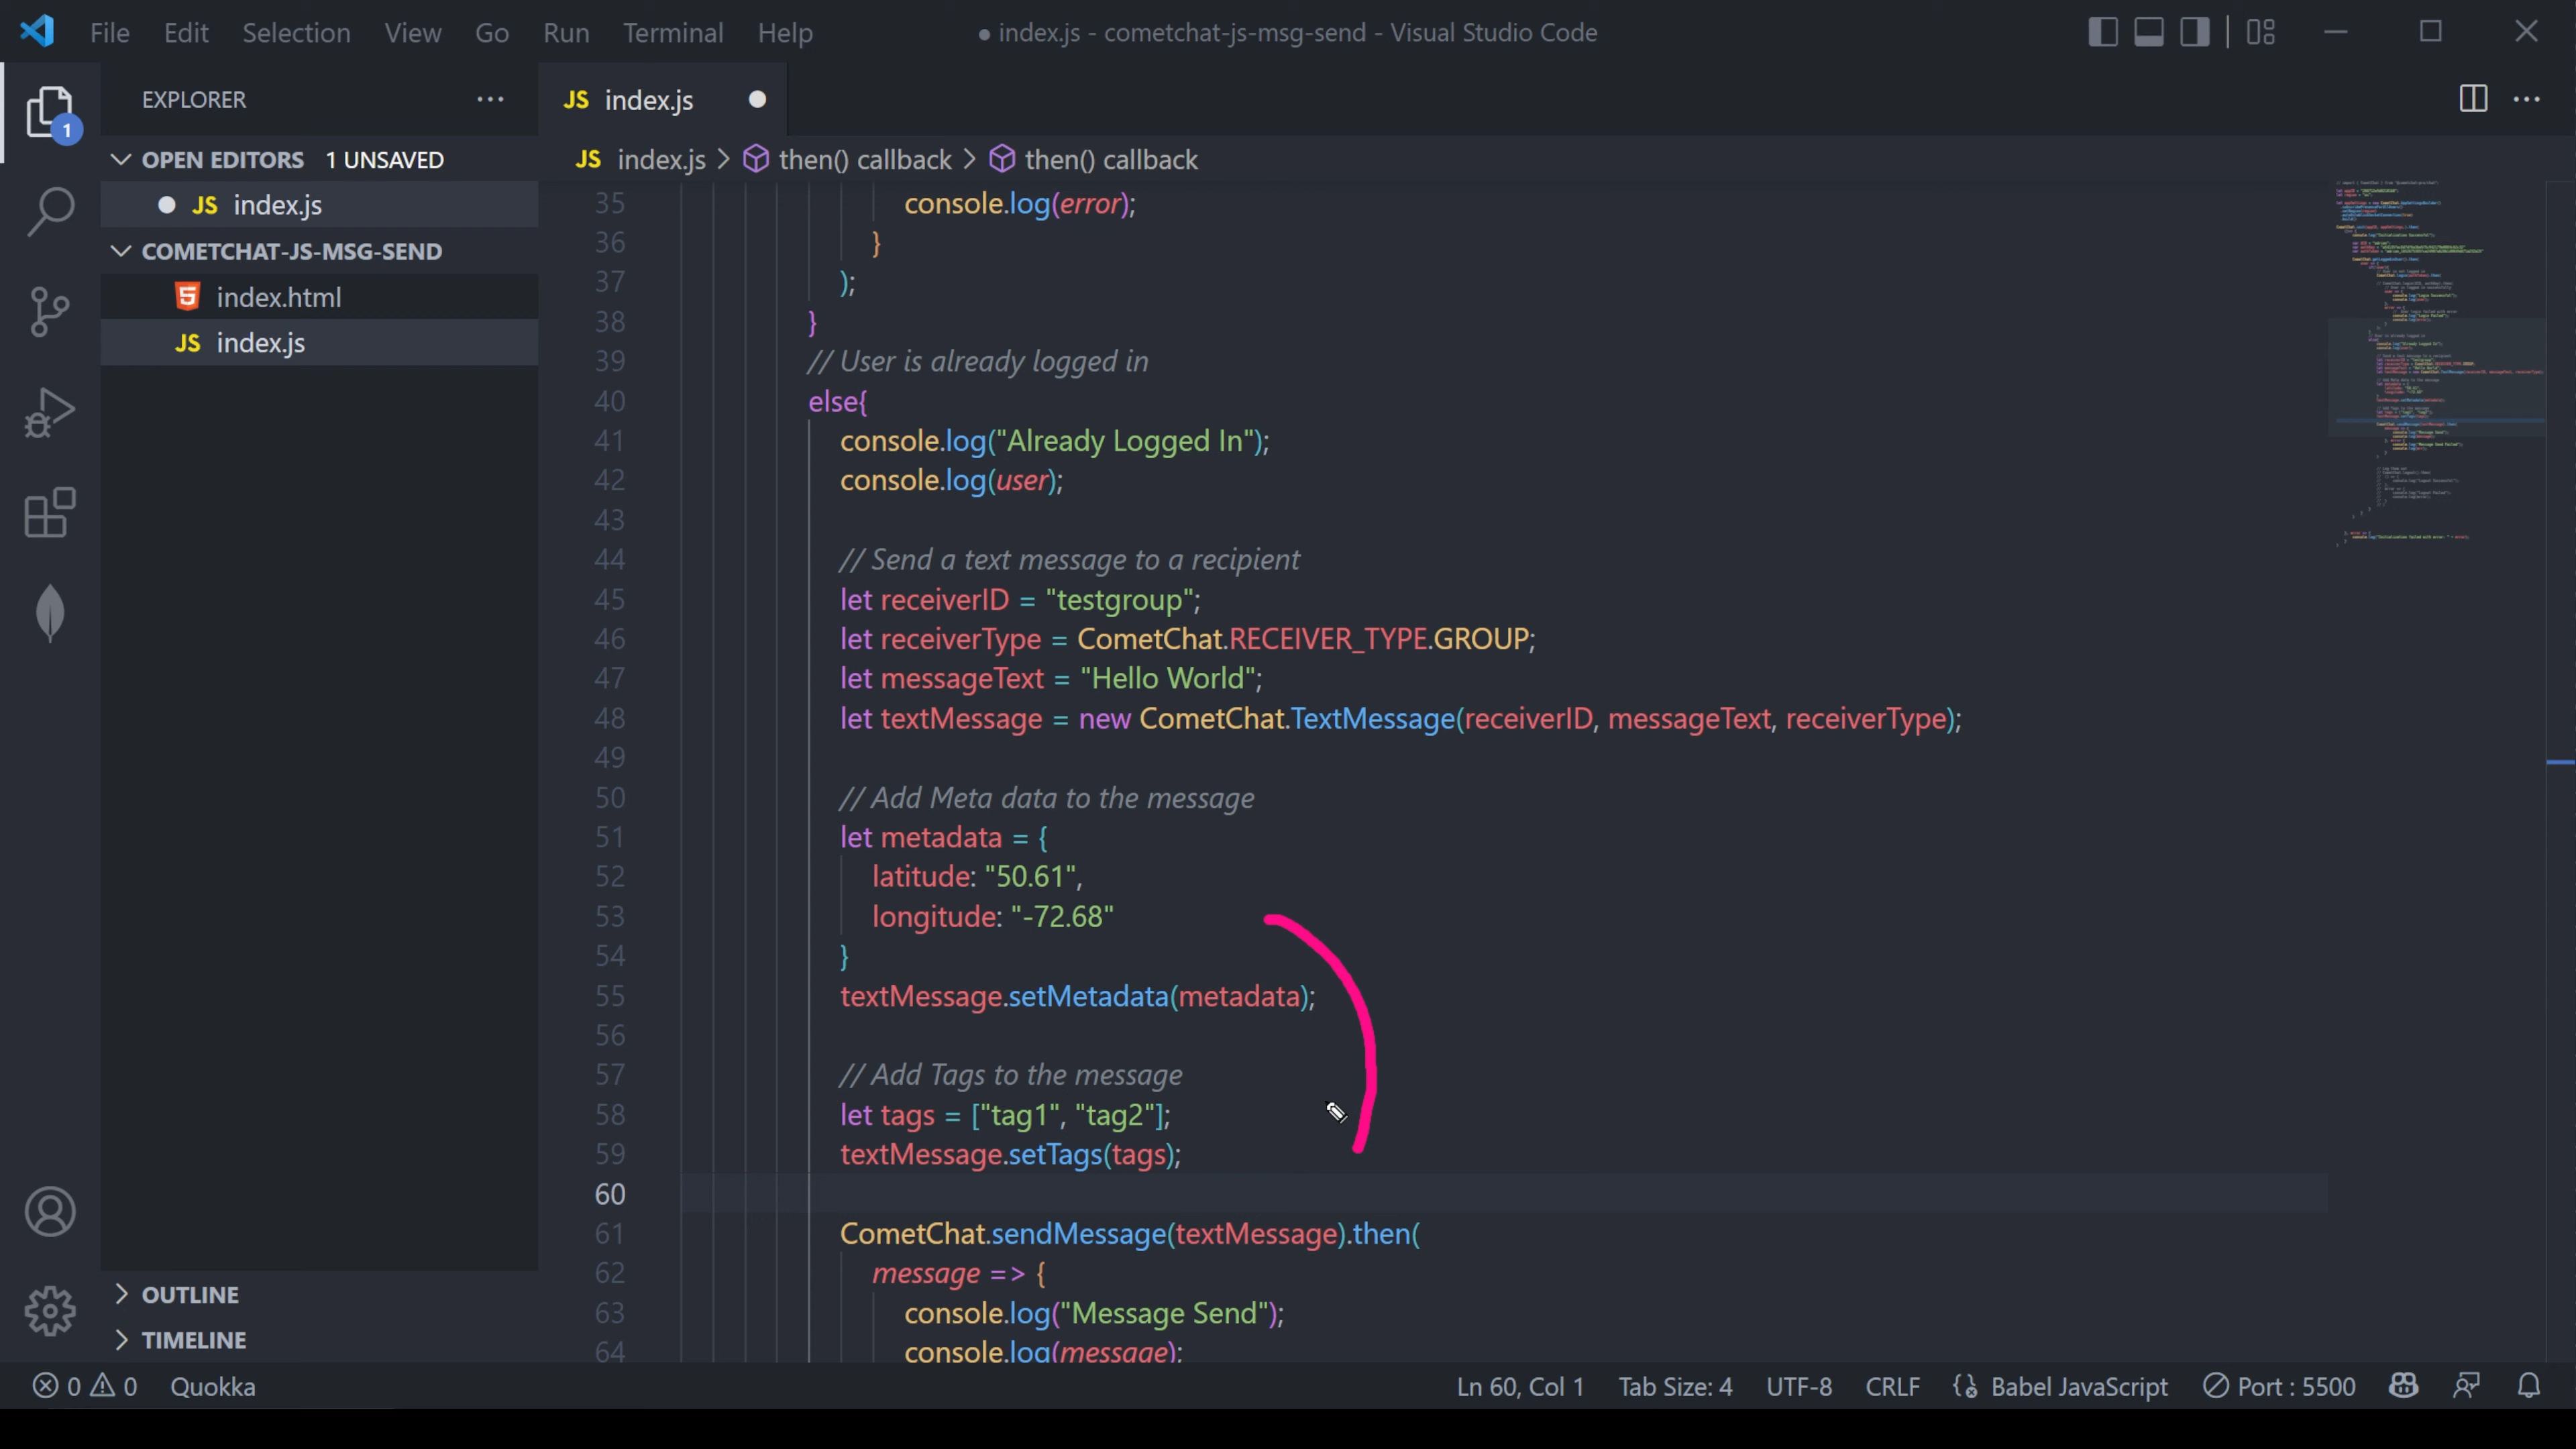 File Edit Selection View Go Run Terminal Help
● index.js - cometchat-js-msg-send - Visual Studio Code
EXPLORER
1
OPEN EDITORS 1 UNSAVED
JS index.js
COMETCHAT-JS-MSG-SEND
index.html
JS index.js
OUTLINE
TIMELINE
JS index.js
JS index.js > then() callback > then() callback
35 console.log(error);
36 }
37 );
38 }
39 // User is already logged in
40 else{
41 console.log("Already Logged In");
42 console.log(user);
43
44 // Send a text message to a recipient
45 let receiverID = "testgroup";
46 let receiverType = CometChat.RECEIVER_TYPE.GROUP;
47 let messageText = "Hello World";
48 let textMessage = new CometChat.TextMessage(receiverID, messageText, receiverType);
49
50 // Add Meta data to the message
51 let metadata = {
52 latitude: "50.61",
53 longitude: "-72.68"
54 }
55 textMessage.setMetadata(metadata);
56
57 // Add Tags to the message
58 let tags = ["tag1", "tag2"];
59 textMessage.setTags(tags);
60
61 CometChat.sendMessage(textMessage).then(
62 message => {
63 console.log("Message Send");
64 console.log(message);
0 0 Quokka
Ln 60, Col 1 Tab Size: 4 UTF-8 CRLF Babel JavaScript Port : 5500